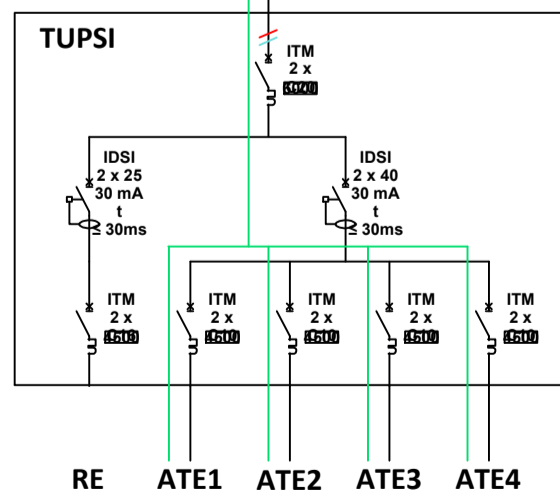 TUPSI
ITM
2 x
IDSI
2 x 25
30 mA
t
≤ 30ms
IDSI
2 x 40
30 mA
t
≤ 30ms
ITM
2 x
ITM
2 x
ITM
2 x
ITM
2 x
ITM
2 x
RE
ATE1
ATE2
ATE3
ATE4